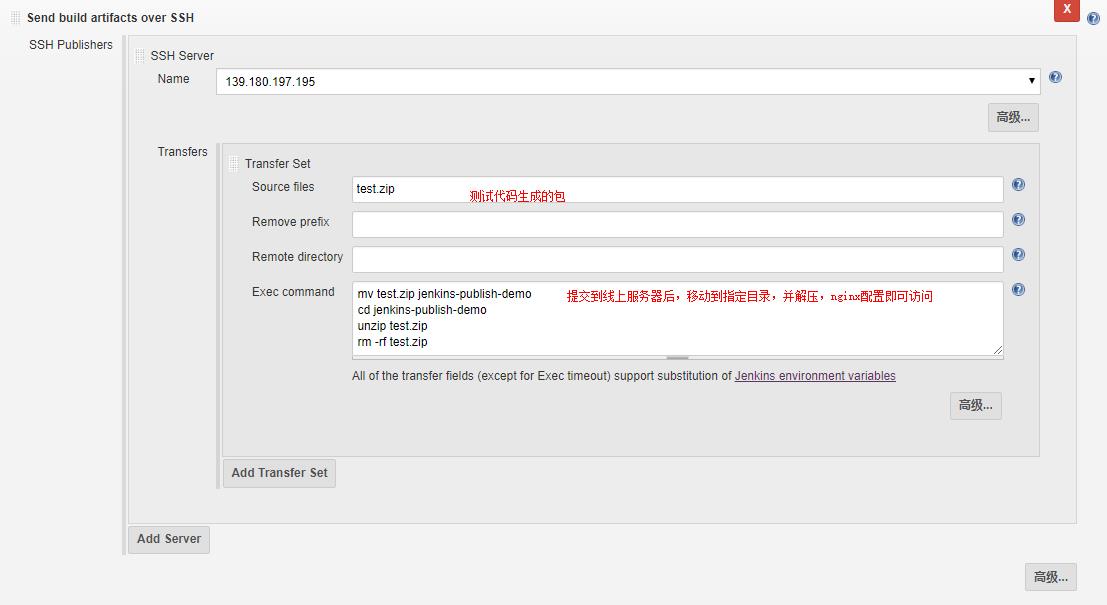 Send build artifacts over SSH
X
SSH Publishers
SSH Server
Name
139.180.197.195
高级...
Transfers
Transfer Set
Source files
test.zip
测试代码生成的包
Remove prefix
Remote directory
Exec command
mv test.zip jenkins-publish-demo
提交到线上服务器后，移动到指定目录，并解压，nginx配置即可访问
cd jenkins-publish-demo
unzip test.zip
rm -rf test.zip
All of the transfer fields (except for Exec timeout) support substitution of Jenkins environment variables
高级...
Add Transfer Set
Add Server
高级...